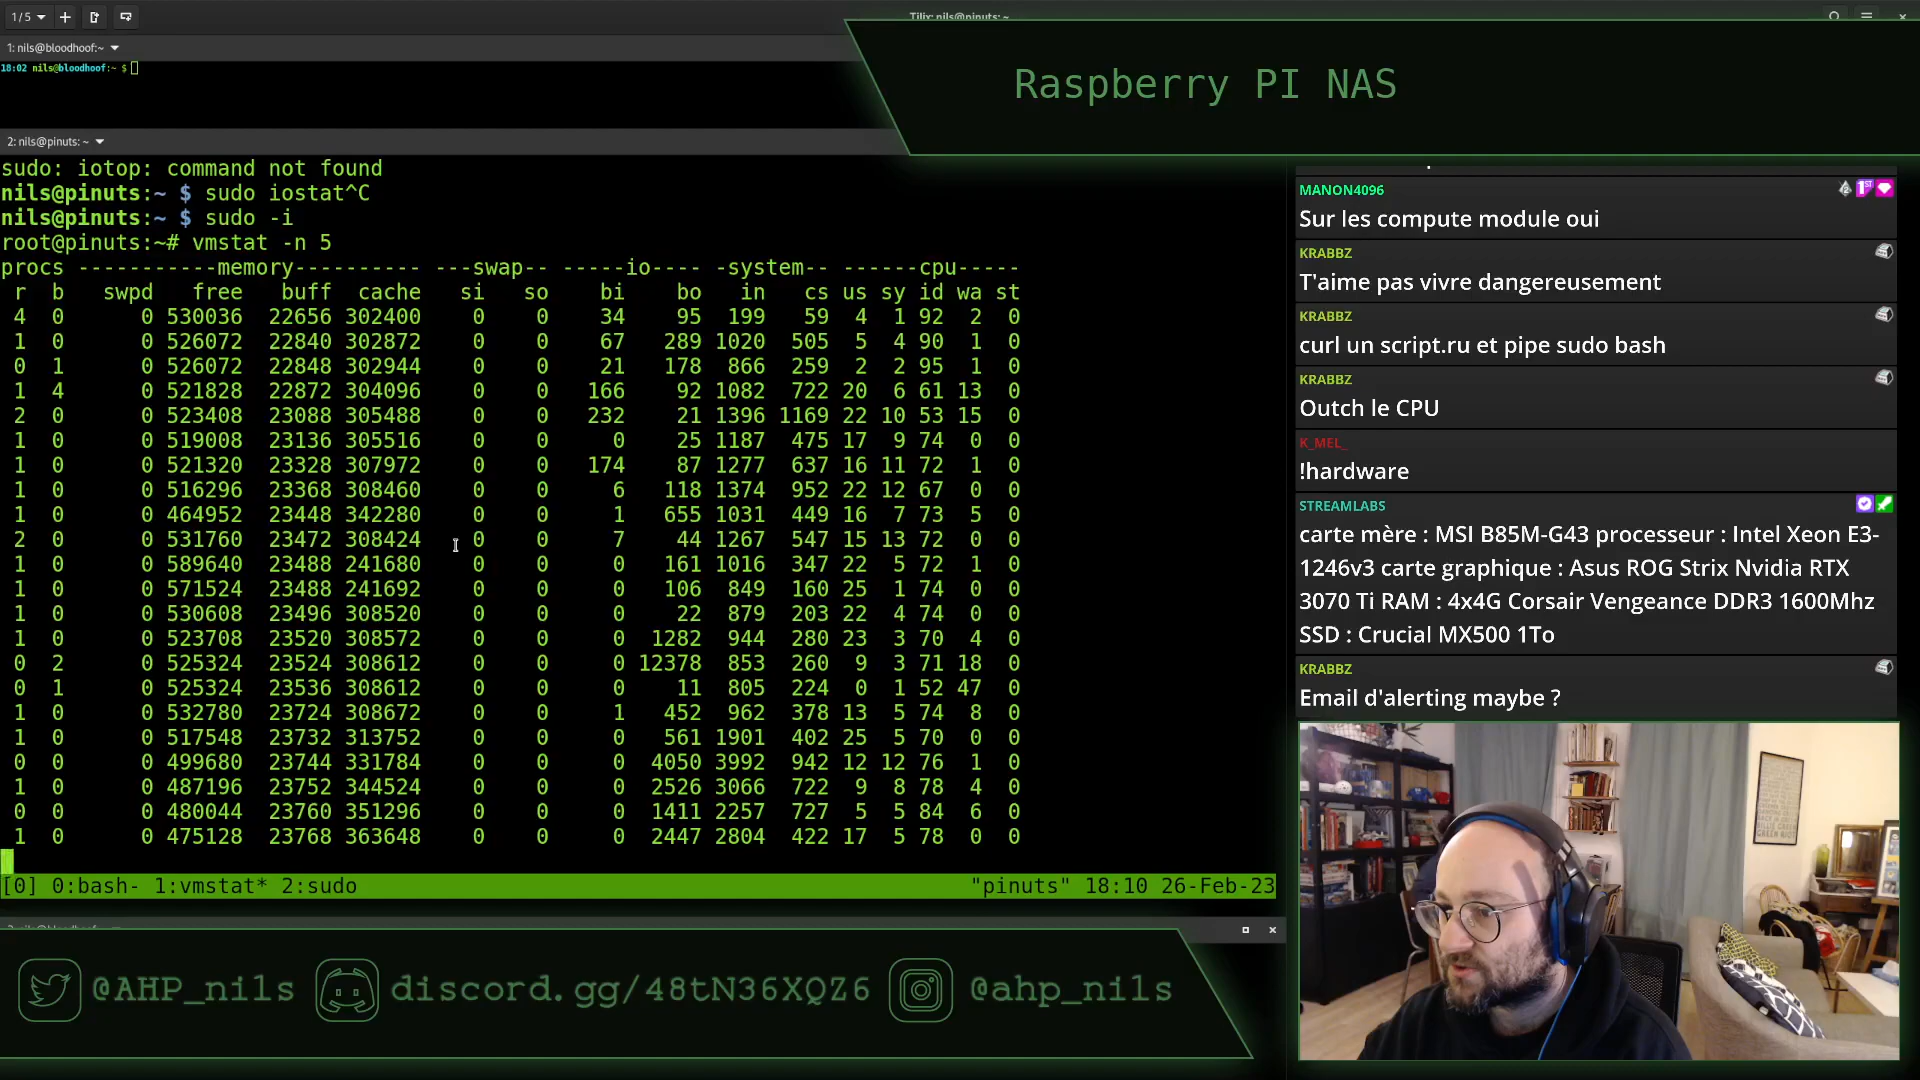 1/5
Tilix: nils@pinuts:~
1: nils@bloodhoof:~
18:02 nils@bloodhoof:~ $
Raspberry PI NAS
2: nils@pinuts: ~
sudo: iotop: command not found
nils@pinuts:~ $ sudo iostat^C
nils@pinuts:~ $ sudo -i
root@pinuts:~# vmstat -n 5
procs -----------memory---------- ---swap-- -----io---- -system-- ------cpu-----
r b swpd free buff cache si so bi bo in cs us sy id wa st
4 0 0 530036 22656 302400 0 0 34 95 199 59 4 1 92 2 0
1 0 0 526072 22840 302872 0 0 67 289 1020 505 5 4 90 1 0
0 1 0 526072 22848 302944 0 0 21 178 866 259 2 2 95 1 0
1 4 0 521828 22872 304096 0 0 166 92 1082 722 20 6 61 13 0
2 0 0 523408 23088 305488 0 0 232 21 1396 1169 22 10 53 15 0
1 0 0 519008 23136 305516 0 0 0 25 1187 475 17 9 74 0 0
1 0 0 521320 23328 307972 0 0 174 87 1277 637 16 11 72 1 0
1 0 0 516296 23368 308460 0 0 6 118 1374 952 22 12 67 0 0
1 0 0 464952 23448 342280 0 0 1 655 1031 449 16 7 73 5 0
2 0 0 531760 23472 308424 0 0 7 44 1267 547 15 13 72 0 0
1 0 0 589640 23488 241680 0 0 0 161 1016 347 22 5 72 1 0
1 0 0 571524 23488 241692 0 0 0 106 849 160 25 1 74 0 0
1 0 0 530608 23496 308520 0 0 0 22 879 203 22 4 74 0 0
1 0 0 523708 23520 308572 0 0 0 1282 944 280 23 3 70 4 0
0 2 0 525324 23524 308612 0 0 0 12378 853 260 9 3 71 18 0
0 1 0 525324 23536 308612 0 0 0 11 805 224 0 1 52 47 0
1 0 0 532780 23724 308672 0 0 1 452 962 378 13 5 74 8 0
1 0 0 517548 23732 313752 0 0 0 561 1901 402 25 5 70 0 0
0 0 0 499680 23744 331784 0 0 0 4050 3992 942 12 12 76 1 0
1 0 0 487196 23752 344524 0 0 0 2526 3066 722 9 8 78 4 0
0 0 0 480044 23760 351296 0 0 0 1411 2257 727 5 5 84 6 0
1 0 0 475128 23768 363648 0 0 0 2447 2804 422 17 5 78 0 0
[0] 0:bash- 1:vmstat* 2:sudo "pinuts" 18:10 26-Feb-23
MANON4096
1ST
Sur les compute module oui
KRABBZ
T'aime pas vivre dangereusement
KRABBZ
curl un script.ru et pipe sudo bash
KRABBZ
Outch le CPU
K_MEL_
!hardware
STREAMLABS
carte mère : MSI B85M-G43 processeur : Intel Xeon E3-
1246v3 carte graphique : Asus ROG Strix Nvidia RTX
3070 Ti RAM : 4x4G Corsair Vengeance DDR3 1600Mhz
SSD : Crucial MX500 1To
KRABBZ
Email d'alerting maybe ?
@AHP_nils
discord.gg/48tN36XQZ6
@ahp_nils